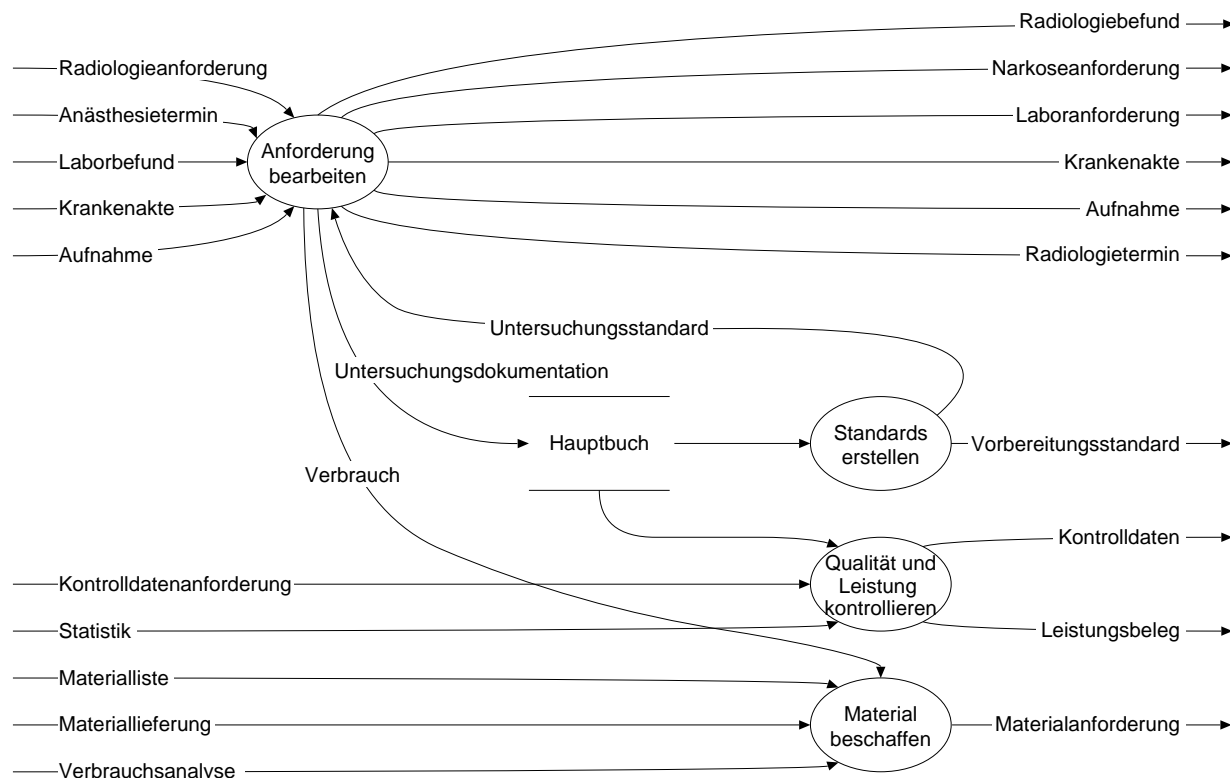 Radiologiebefund
Radiologieanforderung
Narkoseanforderung
Anästhesietermin
Laboranforderung
Anforderung
bearbeiten
Laborbefund
Krankenakte
Krankenakte
Aufnahme
Aufnahme
Radiologietermin
Untersuchungsstandard
Untersuchungsdokumentation
Hauptbuch
Standards
erstellen
Vorbereitungsstandard
Verbrauch
Kontrolldaten
Kontrolldatenanforderung
Qualität und
Leistung
kontrollieren
Statistik
Leistungsbeleg
Materialliste
Materiallieferung
Material
beschaffen
Materialanforderung
Verbrauchsanalyse